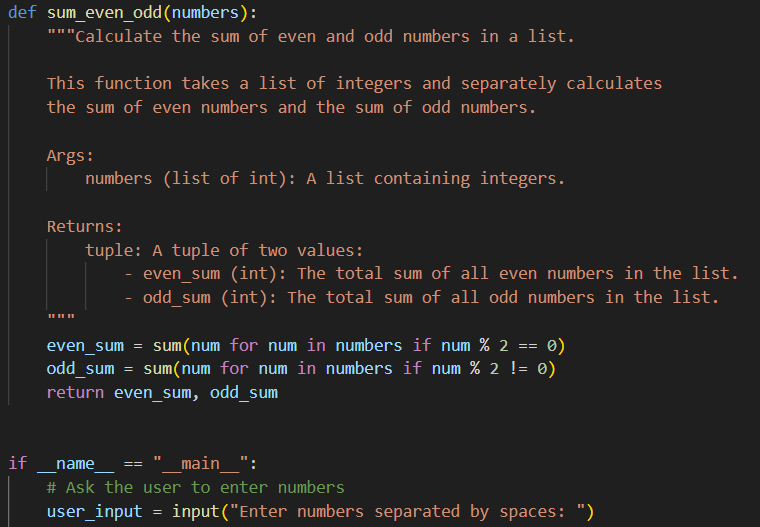 def sum_even_odd(numbers):
    """Calculate the sum of even and odd numbers in a list.

    This function takes a list of integers and separately calculates
    the sum of even numbers and the sum of odd numbers.

    Args:
        numbers (list of int): A list containing integers.

    Returns:
        tuple: A tuple of two values:
            - even_sum (int): The total sum of all even numbers in the list.
            - odd_sum (int): The total sum of all odd numbers in the list.
    """
    even_sum = sum(num for num in numbers if num % 2 == 0)
    odd_sum = sum(num for num in numbers if num % 2 != 0)
    return even_sum, odd_sum


if __name__ == "__main__":
    # Ask the user to enter numbers
    user_input = input("Enter numbers separated by spaces: ")